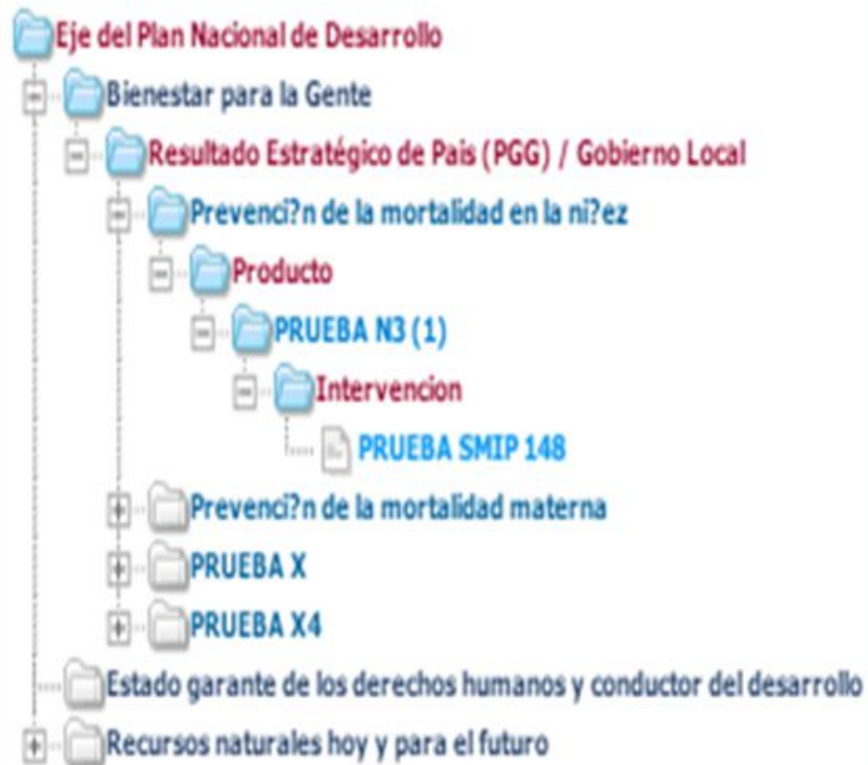 Eje del Plan Nacional de Desarrollo
Bienestar para la Gente
Resultado Estratégico de Pais (PGG) / Gobierno Local
Prevenci?n de la mortalidad en la ni?ez
Producto
PRUEBA N3 (1)
Intervencion
PRUEBA SMIP 148
Prevenci?n de la mortalidad materna
PRUEBA X
PRUEBA X4
Estado garante de los derechos humanos y conductor del desarrollo
Recursos naturales hoy y para el futuro